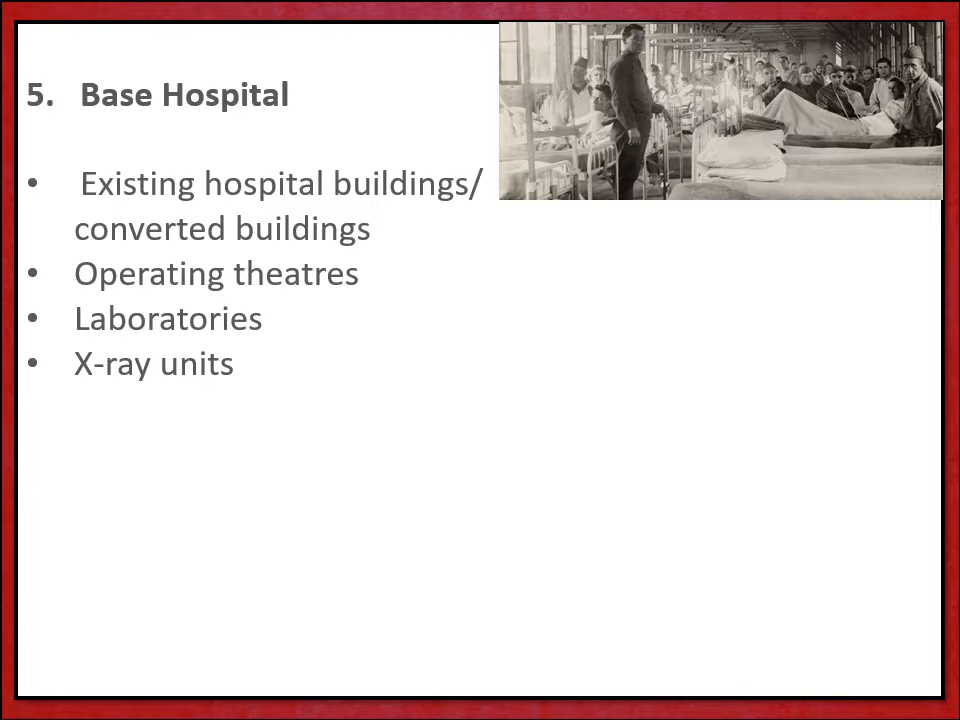 5. Base Hospital
• Existing hospital buildings/
converted buildings
• Operating theatres
• Laboratories
• X-ray units